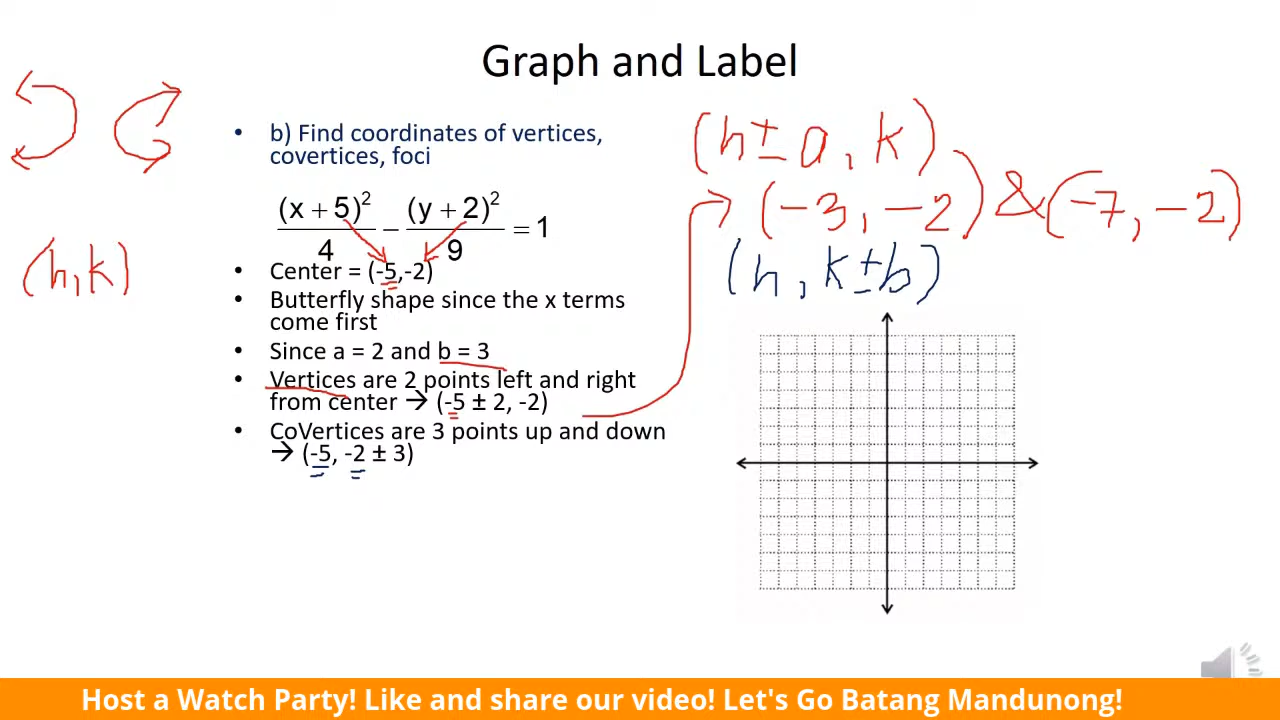 Graph and Label
• b) Find coordinates of vertices,
covertices, foci
(x + 5)²/4 − (y + 2)²/9 = 1
• Center = (-5,-2)
• Butterfly shape since the x terms
come first
• Since a = 2 and b = 3
• Vertices are 2 points left and right
from center → (-5 ± 2, -2)
• CoVertices are 3 points up and down
→ (-5, -2 ± 3)
(h,k)
(h ± a, k)
(-3, -2) & (-7, -2)
(h, k ± b)
Host a Watch Party! Like and share our video! Let's Go Batang Mandunong!